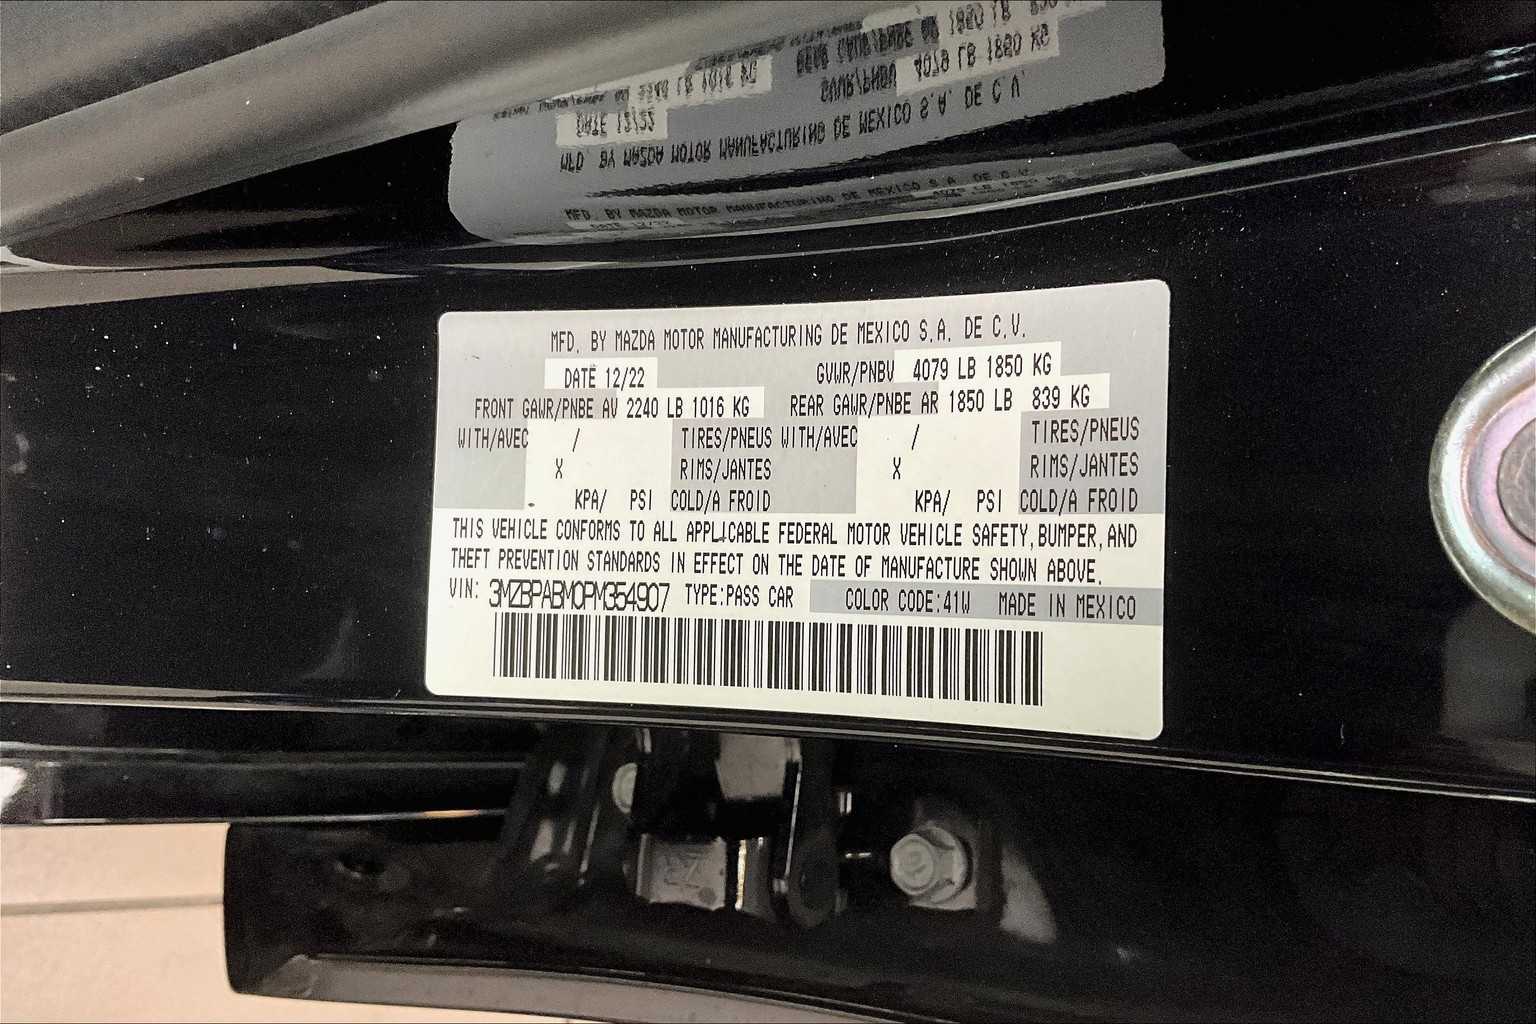 MFD. BY MAZDA MOTOR MANUFACTURING DE MEXICO S.A. DE C.V.
DATE 12/22 GVWR/PNBV 4079 LB 1850 KG
FRONT GAWR/PNBE AV 2240 LB 1016 KG REAR GAWR/PNBE AR 1850 LB 839 KG
WITH/AVEC / TIRES/PNEUS WITH/AVEC / TIRES/PNEUS
X RIMS/JANTES X RIMS/JANTES
KPA/ PSI COLD/A FROID KPA/ PSI COLD/A FROID
THIS VEHICLE CONFORMS TO ALL APPLICABLE FEDERAL MOTOR VEHICLE SAFETY, BUMPER, AND
THEFT PREVENTION STANDARDS IN EFFECT ON THE DATE OF MANUFACTURE SHOWN ABOVE.
VIN: 3MZBPABM0PM354907 TYPE:PASS CAR COLOR CODE:41W MADE IN MEXICO